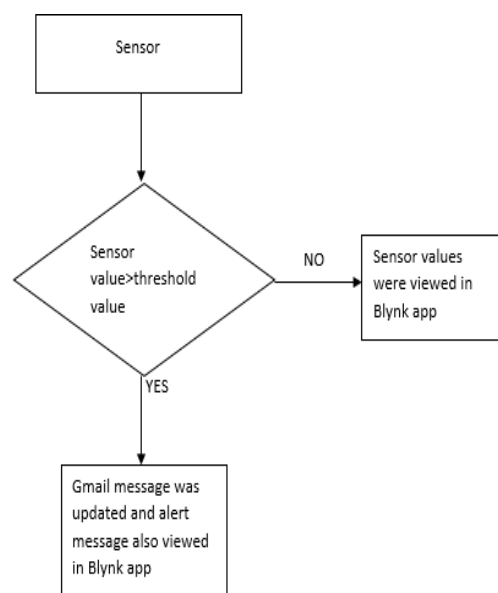 Sensor
Sensor
value>threshold
value
NO
Sensor values
were viewed in
Blynk app
YES
Gmail message was
updated and alert
message also viewed
in Blynk app